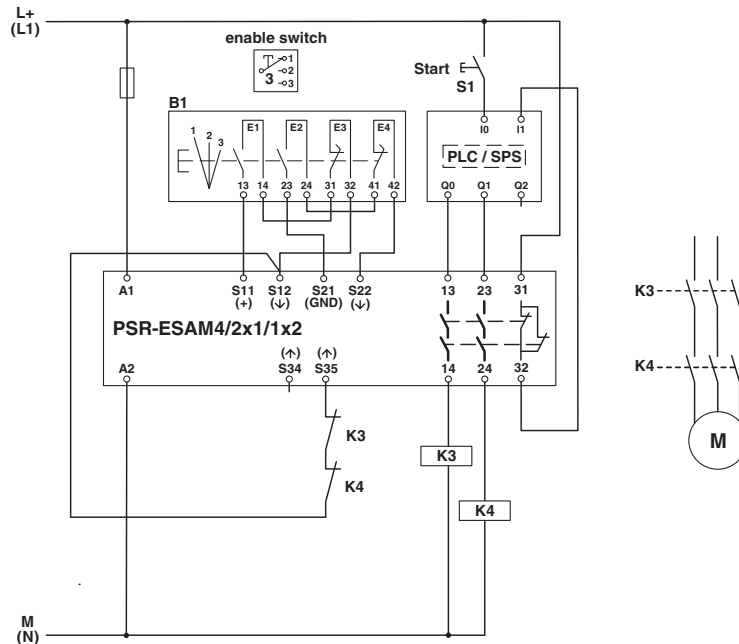 L+
(L1)
enable switch
1
2
3
3
Start
S1
B1
1
2
3
E1
E2
E3
E4
13
14
23
24
31
32
41
42
I0
I1
PLC / SPS
Q0
Q1
Q2
A1
S11
(+)
S12
(↓)
S21
(GND)
S22
(↓)
13
23
31
PSR-ESAM4/2x1/1x2
A2
(↑)
S34
(↑)
S35
14
24
32
K3
K4
K3
K4
K3
K4
M
M
(N)